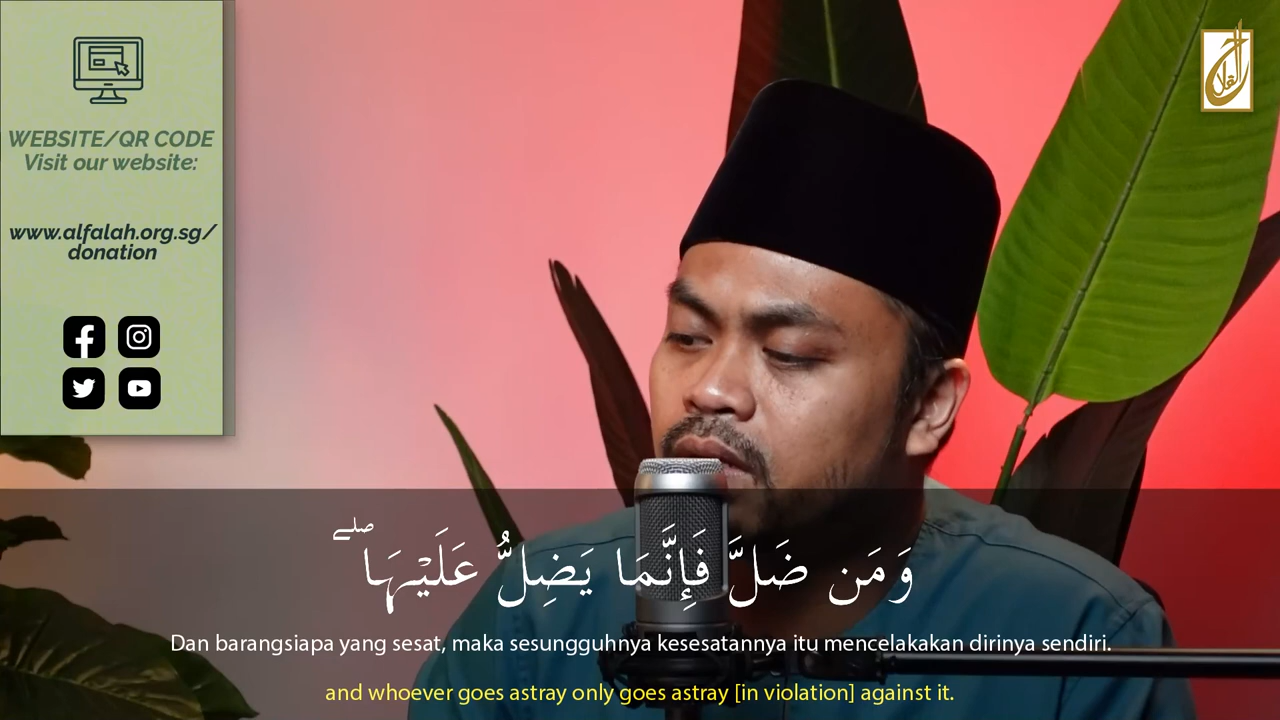 WEBSITE/QR CODE
Visit our website:
www.alfalah.org.sg/
donation
الفلاح
وَمَن ضَلَّ فَإِنَّمَا يَضِلُّ عَلَيْهَا ۖ
Dan barangsiapa yang sesat, maka sesungguhnya kesesatannya itu mencelakakan dirinya sendiri.
and whoever goes astray only goes astray [in violation] against it.